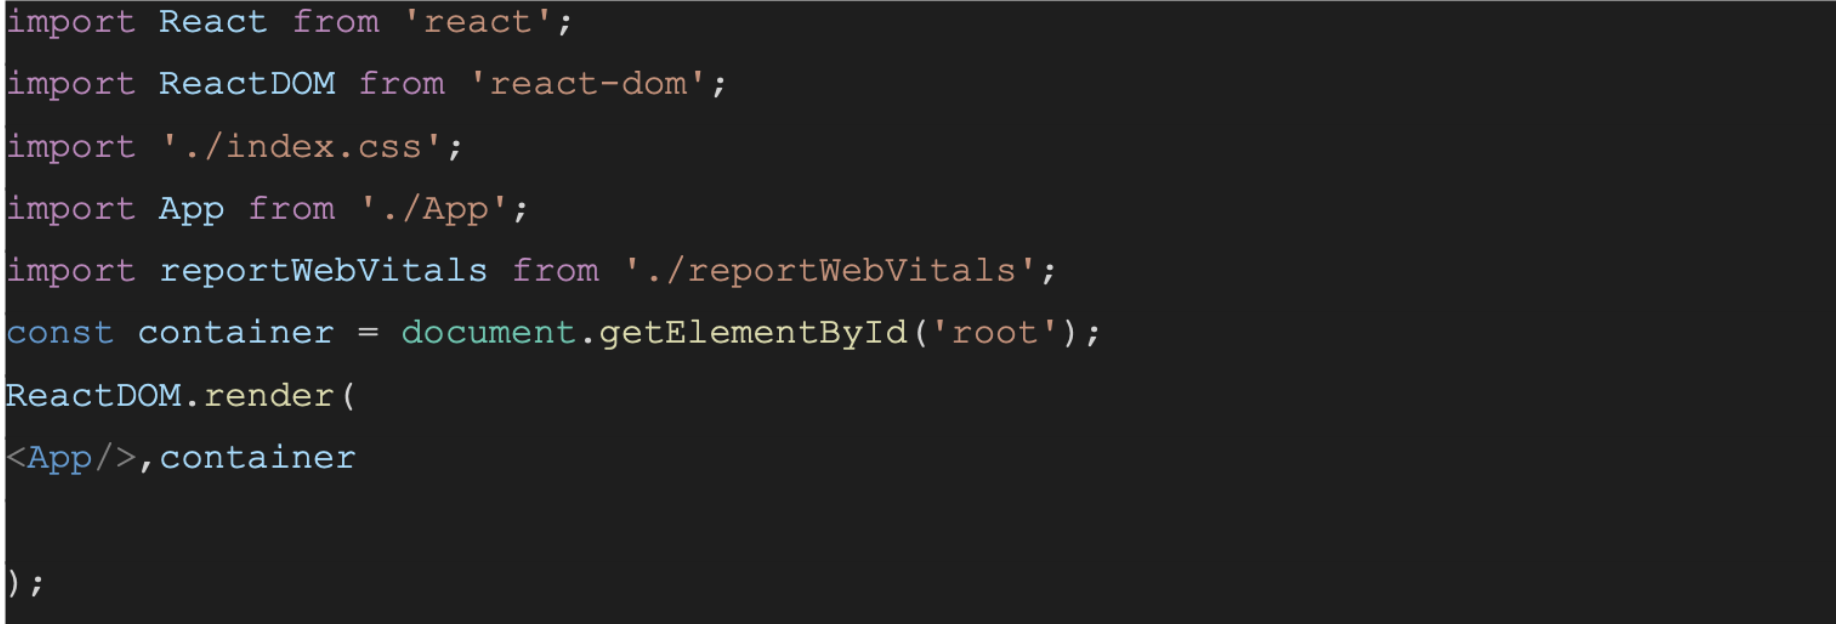 import React from 'react';
import ReactDOM from 'react-dom';
import './index.css';
import App from './App';
import reportWebVitals from './reportWebVitals';
const container = document.getElementById('root');
ReactDOM.render(
<App/>,container
);